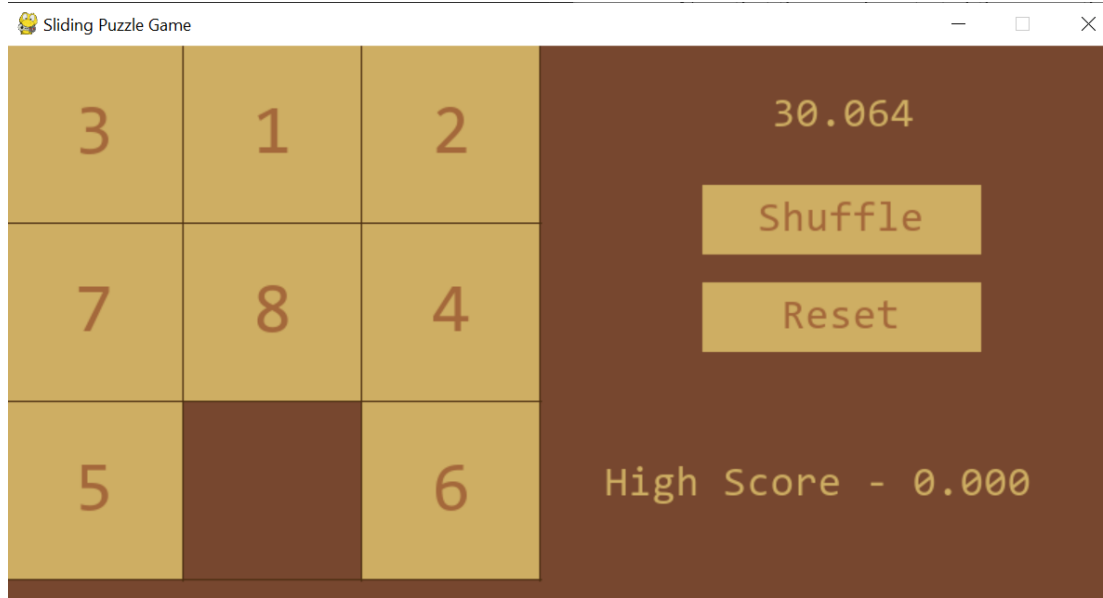 Sliding Puzzle Game
3 1 2
7 8 4
5 6
30.064
Shuffle
Reset
High Score - 0.000